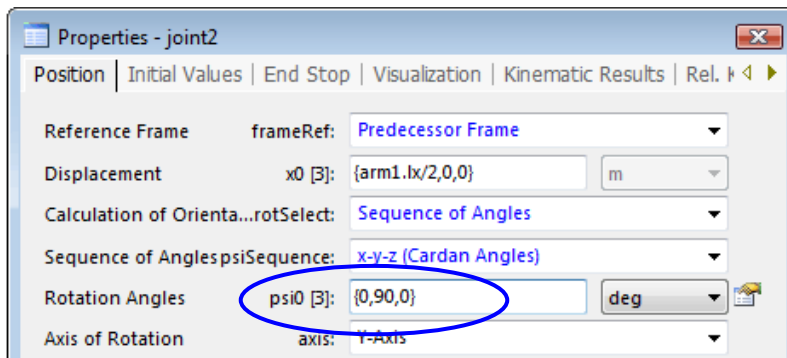 Properties - joint2
Position | Initial Values | End Stop | Visualization | Kinematic Results | Rel.
Reference Frame frameRef: Predecessor Frame
Displacement x0 [3]: {arm1.lx/2,0,0} m
Calculation of Orienta...rotSelect: Sequence of Angles
Sequence of Angles psiSequence: x-y-z (Cardan Angles)
Rotation Angles psi0 [3]: {0,90,0} deg
Axis of Rotation axis: Y-Axis